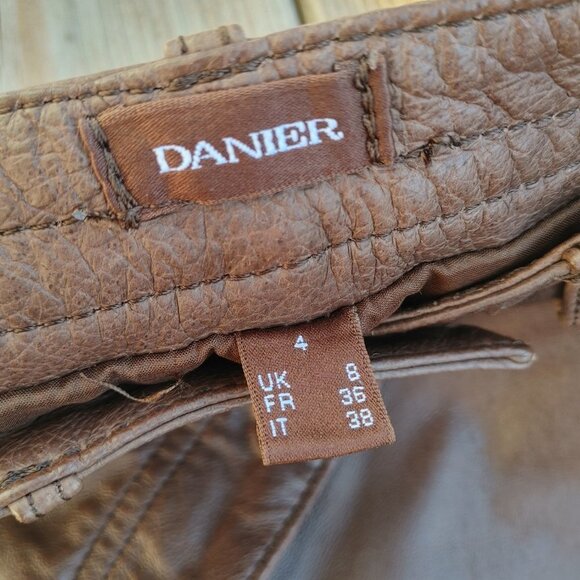 DANIER
4
UK 8
FR 36
IT 38